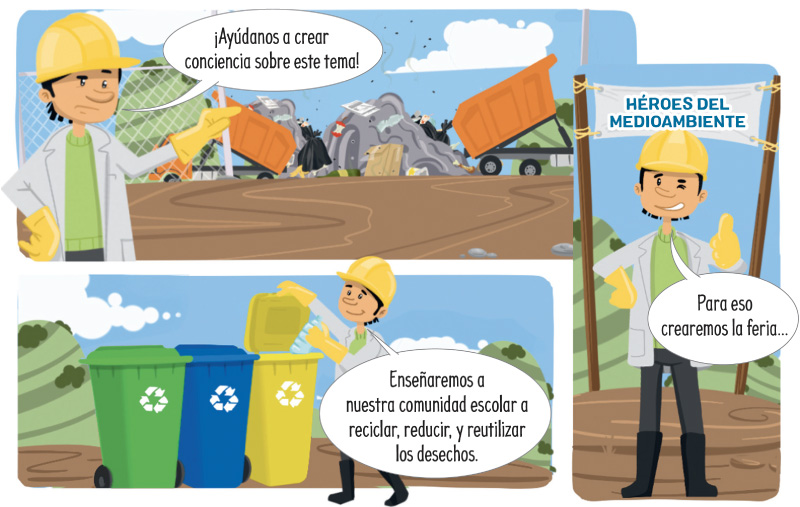 ¡Ayúdanos a crear
conciencia sobre este tema!
Enseñaremos a
nuestra comunidad escolar a
reciclar, reducir, y reutilizar
los desechos.
HÉROES DEL
MEDIOAMBIENTE
Para eso
crearemos la feria...